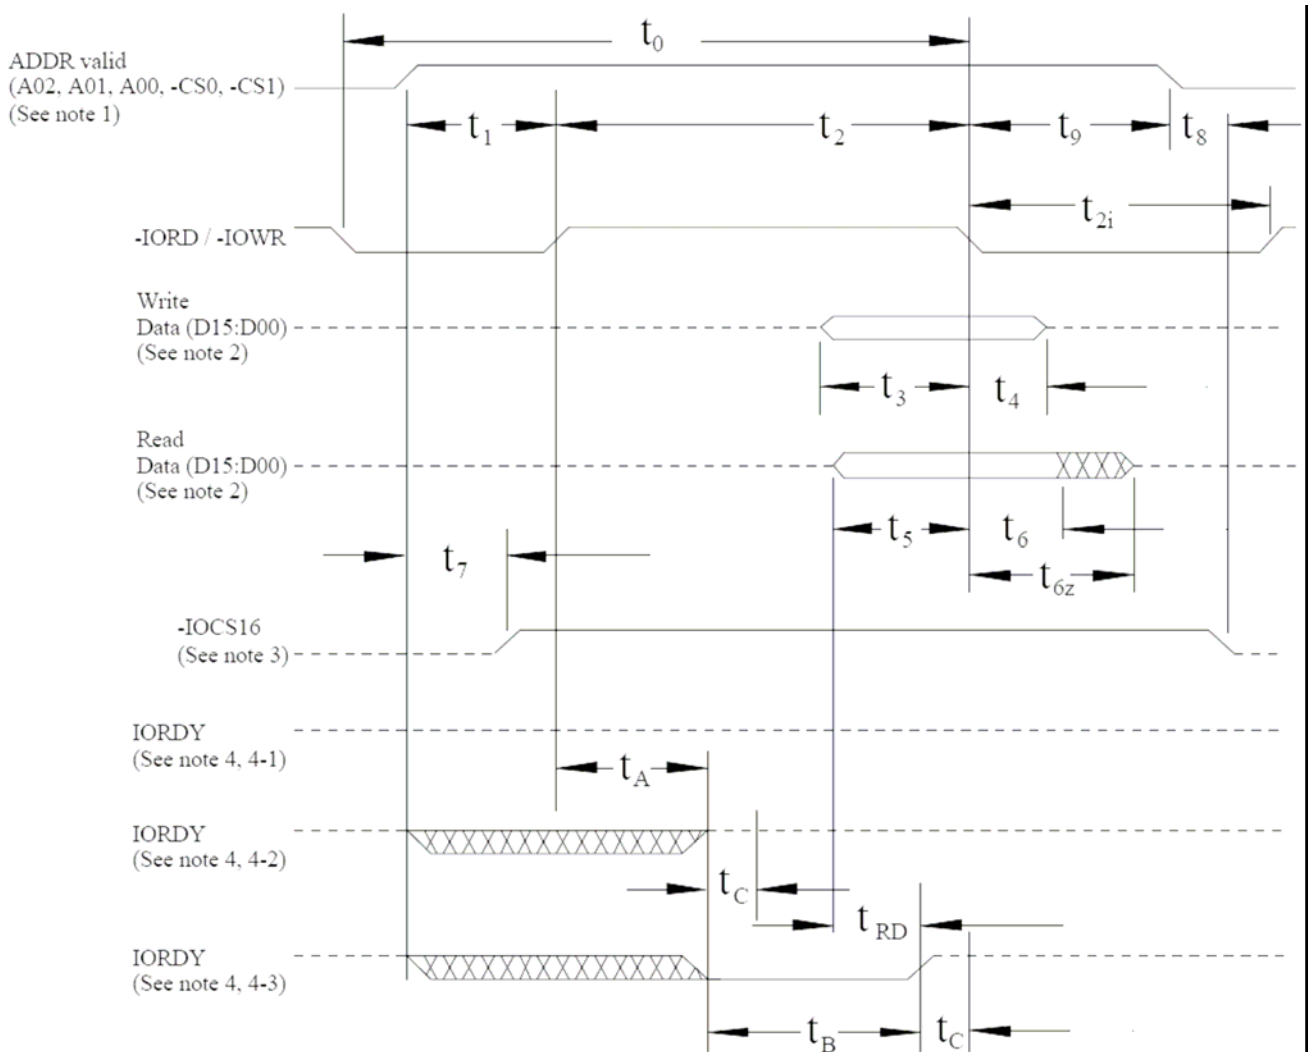 t0
ADDR valid
(A02, A01, A00, -CS0, -CS1)
(See note 1)
t1
t2
t9
t8
t2i
-IORD / -IOWR
Write
Data (D15:D00)
(See note 2)
t3
t4
Read
Data (D15:D00)
(See note 2)
t5
t6
t7
t6z
-IOCS16
(See note 3)
IORDY
(See note 4, 4-1)
tA
IORDY
(See note 4, 4-2)
tC
tRD
IORDY
(See note 4, 4-3)
tB
tC